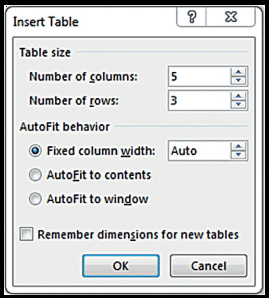 Insert Table
?
Table size
Number of columns: 5
Number of rows: 3
AutoFit behavior
Fixed column width: Auto
AutoFit to contents
AutoFit to window
Remember dimensions for new tables
OK Cancel